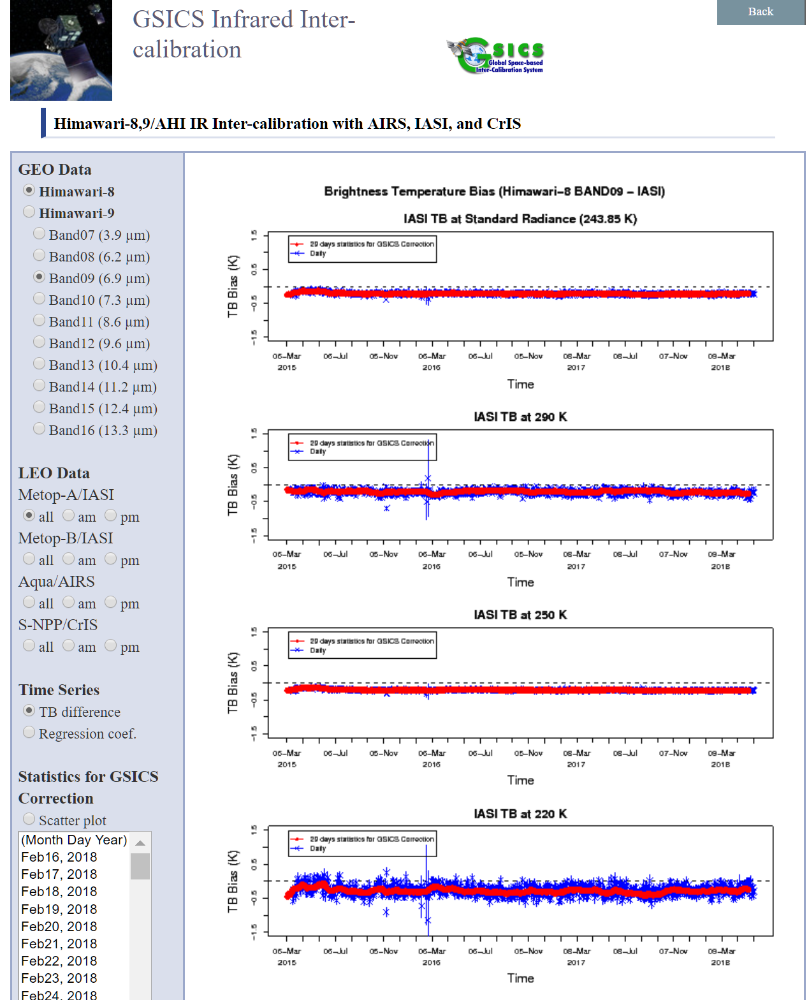 GSICS Infrared Inter-
calibration
GSICS
Global Space-based
Inter-Calibration System
Back
Himawari-8,9/AHI IR Inter-calibration with AIRS, IASI, and CrIS
GEO Data
Himawari-8
Himawari-9
Band07 (3.9 µm)
Band08 (6.2 µm)
Band09 (6.9 µm)
Band10 (7.3 µm)
Band11 (8.6 µm)
Band12 (9.6 µm)
Band13 (10.4 µm)
Band14 (11.2 µm)
Band15 (12.4 µm)
Band16 (13.3 µm)
LEO Data
Metop-A/IASI
all am pm
Metop-B/IASI
all am pm
Aqua/AIRS
all am pm
S-NPP/CrIS
all am pm
Time Series
TB difference
Regression coef.
Statistics for GSICS
Correction
Scatter plot
(Month Day Year)
Feb16, 2018
Feb17, 2018
Feb18, 2018
Feb19, 2018
Feb20, 2018
Feb21, 2018
Feb22, 2018
Feb23, 2018
Feb24, 2018
Brightness Temperature Bias (Himawari-8 BAND09 - IASI)
IASI TB at Standard Radiance (243.85 K)
29 days statistics for GSICS Correction
Daily
TB Bias (K)
1.5
0.5
-0.5
-1.5
06-Mar 06-Jul 05-Nov 06-Mar 06-Jul 05-Nov 08-Mar 08-Jul 07-Nov 09-Mar
2015 2016 2017 2018
Time
IASI TB at 290 K
29 days statistics for GSICS Correction
Daily
TB Bias (K)
1.5
0.5
-0.5
-1.5
06-Mar 06-Jul 05-Nov 06-Mar 06-Jul 05-Nov 08-Mar 08-Jul 07-Nov 09-Mar
2015 2016 2017 2018
Time
IASI TB at 250 K
29 days statistics for GSICS Correction
Daily
TB Bias (K)
1.5
0.5
-0.5
-1.5
06-Mar 06-Jul 05-Nov 06-Mar 06-Jul 05-Nov 08-Mar 08-Jul 07-Nov 09-Mar
2015 2016 2017 2018
Time
IASI TB at 220 K
29 days statistics for GSICS Correction
Daily
TB Bias (K)
1.5
0.5
-0.5
-1.5
06-Mar 06-Jul 05-Nov 06-Mar 06-Jul 05-Nov 08-Mar 08-Jul 07-Nov 09-Mar
2015 2016 2017 2018
Time